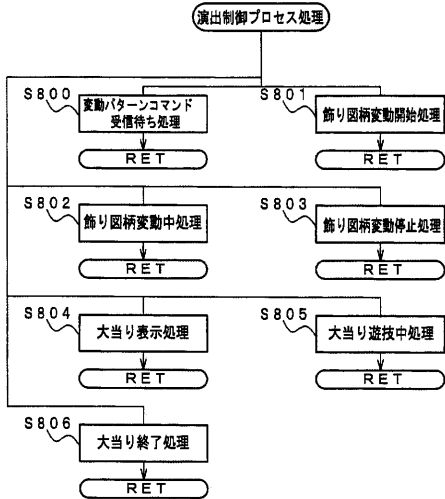 演出制御プロセス処理
S800
変動パターンコマンド
受信待ち処理
RET
S801
飾り図柄変動開始処理
RET
S802
飾り図柄変動中処理
RET
S803
飾り図柄変動停止処理
RET
S804
大当り表示処理
RET
S805
大当り遊技中処理
RET
S806
大当り終了処理
RET